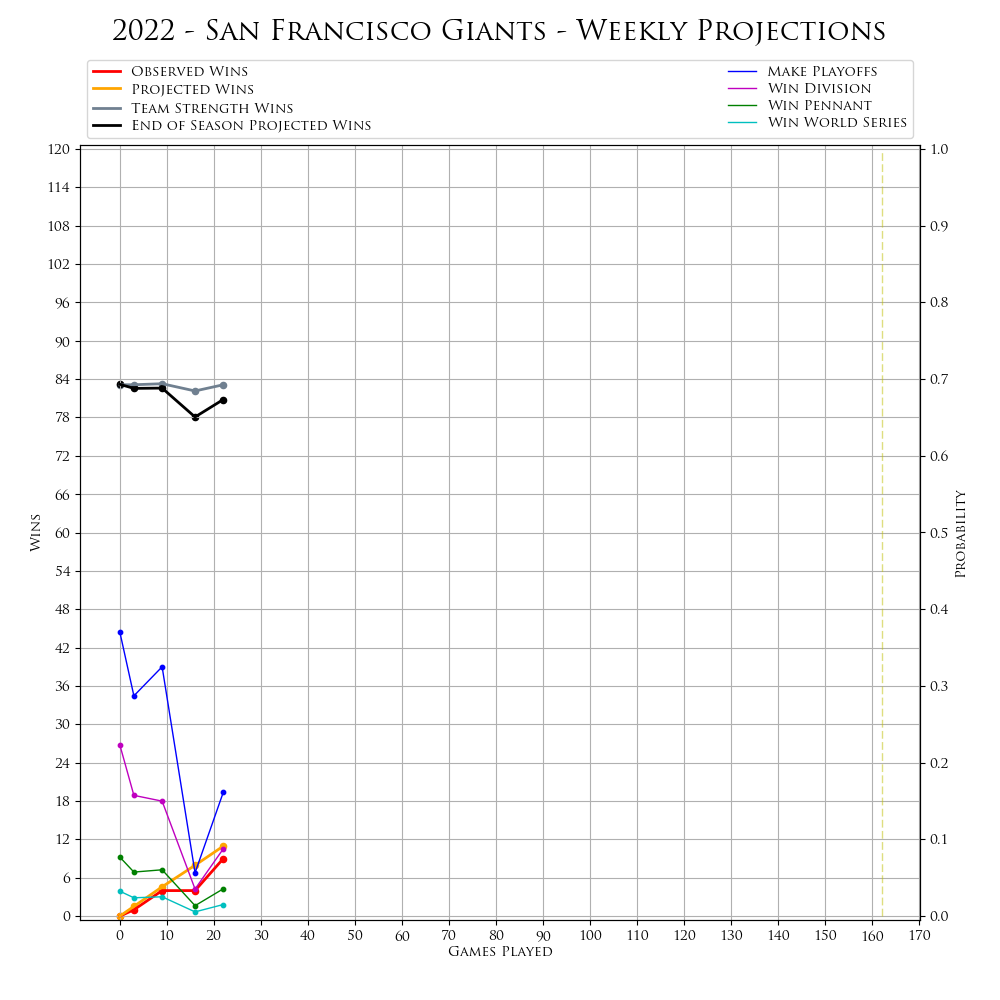 2022 - San Francisco Giants - Weekly Projections
Observed Wins
Projected Wins
Team Strength Wins
End of Season Projected Wins
Make Playoffs
Win Division
Win Pennant
Win World Series
120
114
108
102
96
90
84
78
72
66
60
54
48
42
36
30
24
18
12
6
0
Wins
1.0
0.9
0.8
0.7
0.6
0.5
0.4
0.3
0.2
0.1
0.0
Probability
0 10 20 30 40 50 60 70 80 90 100 110 120 130 140 150 160 170
Games Played